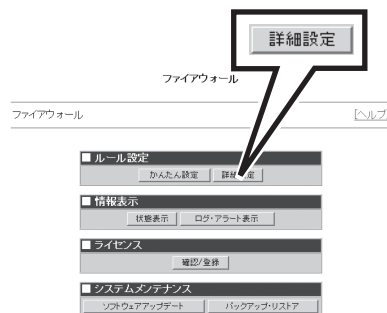 詳細設定
ファイアウォール
ファイアウォール [ヘルプ
■ ルール設定
かんたん設定 詳細設定
■ 情報表示
状態表示 ログ・アラート表示
■ ライセンス
確認/登録
■ システムメンテナンス
ソフトウェアアップデート バックアップ・リストア